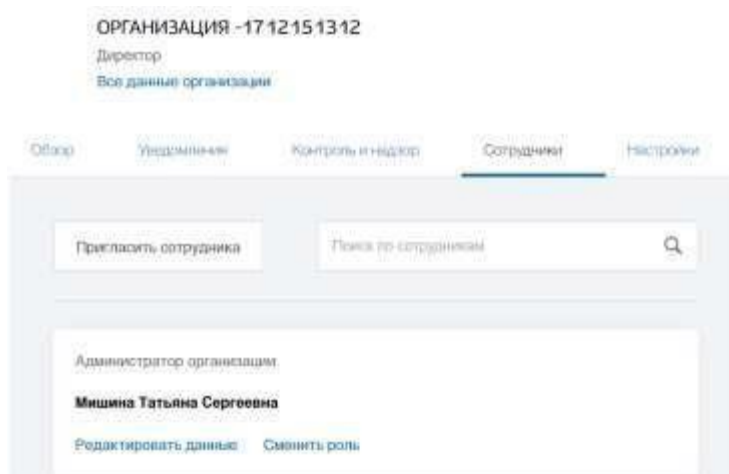 ОРГАНИЗАЦИЯ -1712151312
Директор
Все данные организации
Обзор Уведомления Контроль и надзор Сотрудники Настройки
Пригласить сотрудника Поиск по сотрудникам
Администратор организации
Мишина Татьяна Сергеевна
Редактировать данные Сменить роль